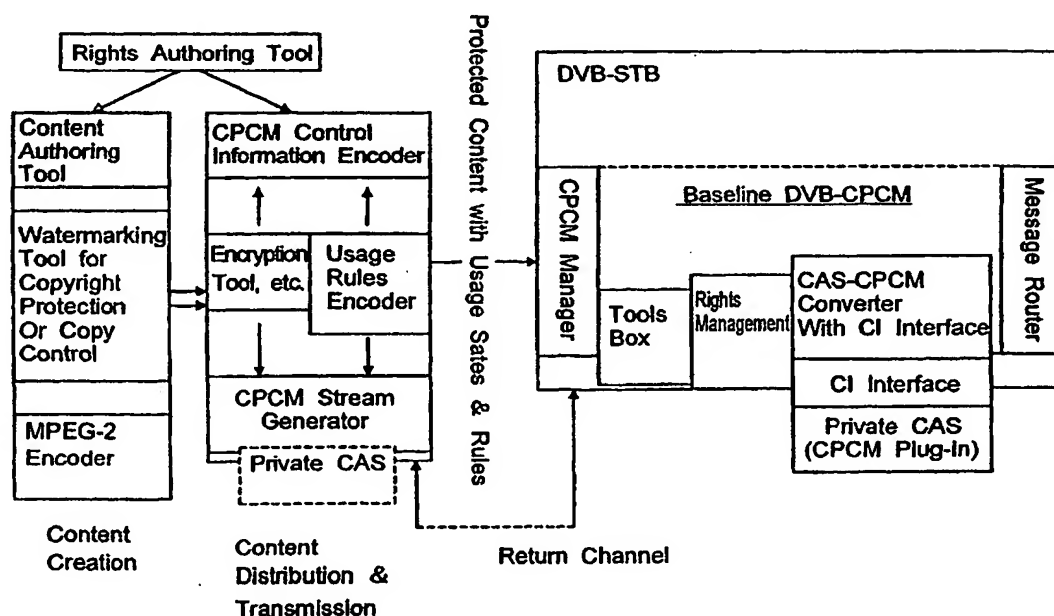 Rights Authoring Tool
Content
Authoring
Tool
Watermarking
Tool for
Copyright
Protection
Or Copy
Control
MPEG-2
Encoder
Content
Creation
CPCM Control
Information Encoder
Encryption
Tool, etc.
Usage
Rules
Encoder
CPCM Stream
Generator
Private CAS
Content
Distribution &
Transmission
Protected Content with Usage Sates & Rules
Return Channel
DVB-STB
CPCM Manager
Baseline DVB-CPCM
Tools
Box
Rights
Management
CAS-CPCM
Converter
With CI Interface
CI Interface
Private CAS
(CPCM Plug-In)
Message Router